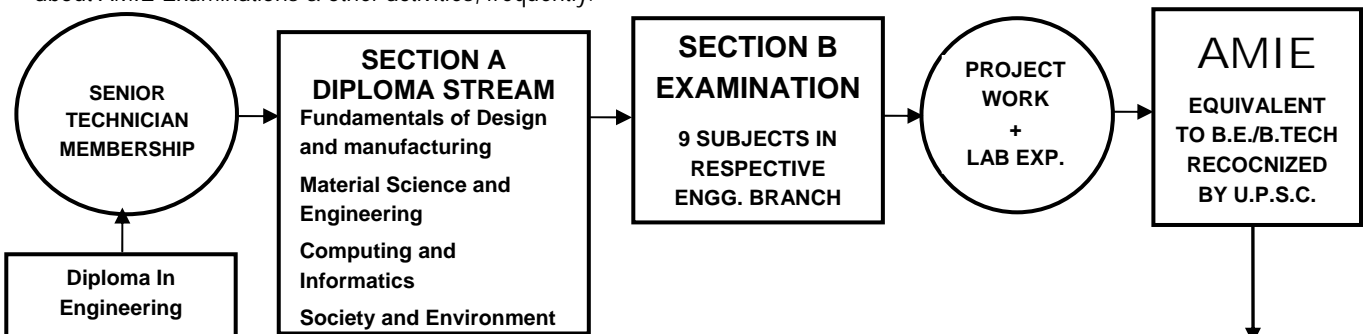 about AMIE Examinations & other activities, frequently.
SENIOR
TECHNICIAN
MEMBERSHIP
Diploma In
Engineering
SECTION A
DIPLOMA STREAM
Fundamentals of Design
and manufacturing
Material Science and
Engineering
Computing and
Informatics
Society and Environment
SECTION B
EXAMINATION
9 SUBJECTS IN
RESPECTIVE
ENGG. BRANCH
PROJECT
WORK
+
LAB EXP.
AMIE
EQUIVALENT
TO B.E./B.TECH
RECOCNIZED
BY U.P.S.C.